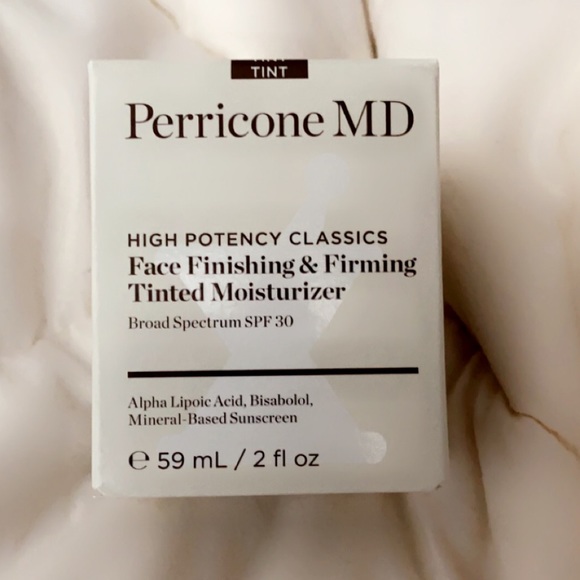 TINT
Perricone MD
HIGH POTENCY CLASSICS
Face Finishing & Firming
Tinted Moisturizer
Broad Spectrum SPF 30
Alpha Lipoic Acid, Bisabolol,
Mineral-Based Sunscreen
℮ 59 mL / 2 fl oz